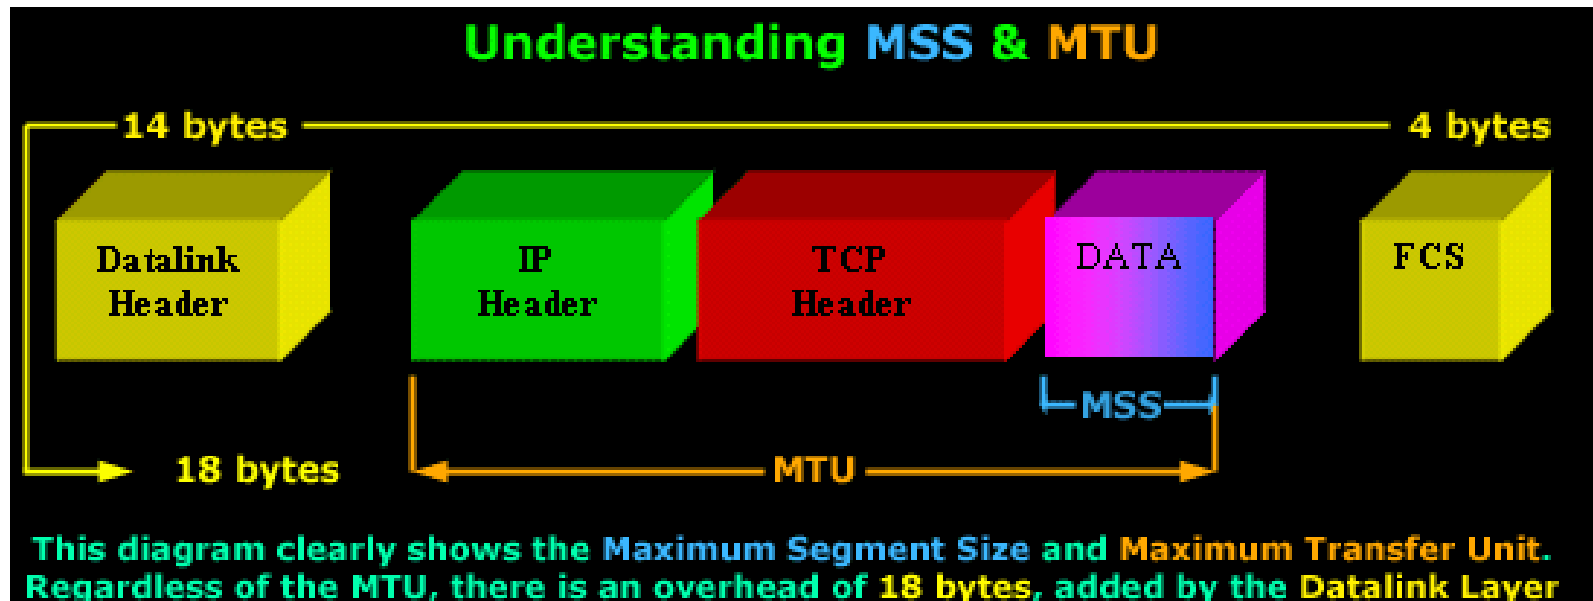 Understanding MSS & MTU
14 bytes
4 bytes
Datalink
Header
IP
Header
TCP
Header
DATA
FCS
MSS
18 bytes
MTU
This diagram clearly shows the Maximum Segment Size and Maximum Transfer Unit.
Regardless of the MTU, there is an overhead of 18 bytes, added by the Datalink Layer